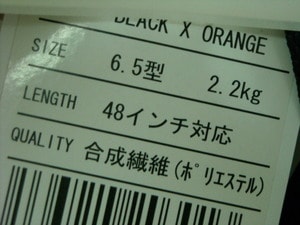 BLACK X ORANGE
SIZE 6.5型 2.2kg
LENGTH 48インチ対応
QUALITY 合成繊維(ﾎﾟﾘエステル)